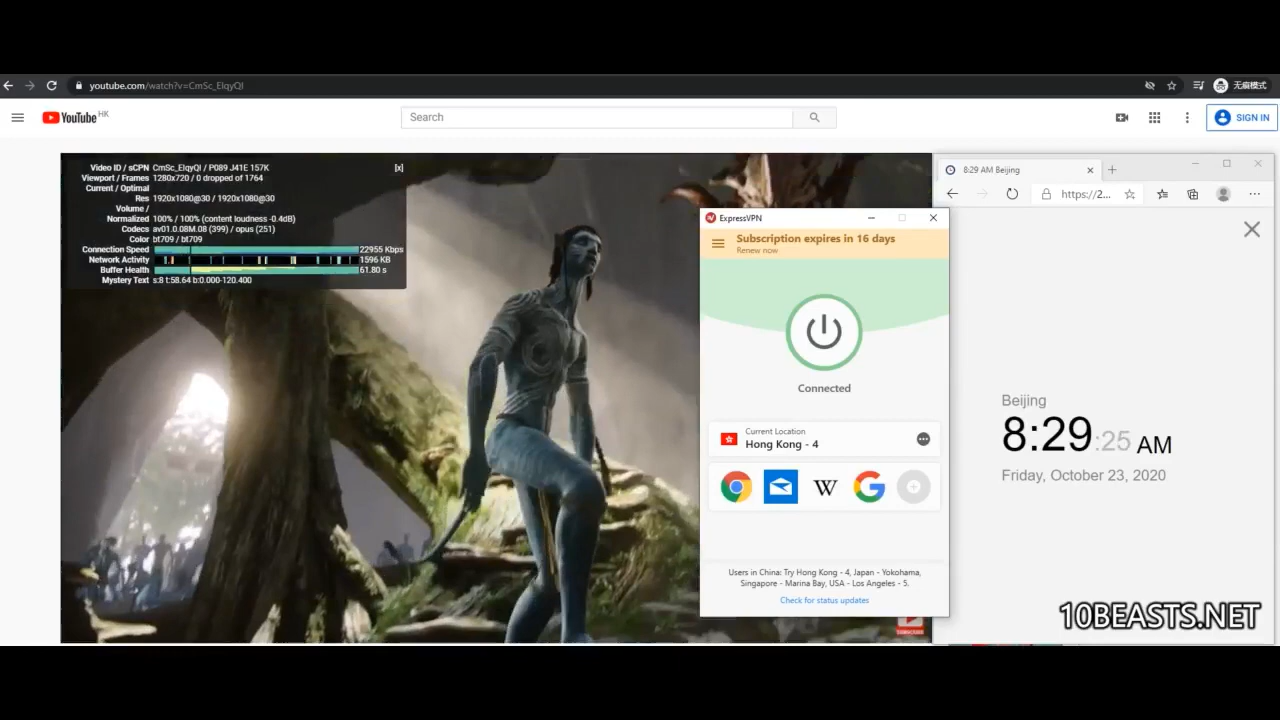 youtube.com/watch?v=CmSc_ElqyQI
无痕模式
YouTube HK
Search
SIGN IN
Video ID / sCPN CmSc_ElqyQI / P089 J41E 157K
[x]
Viewport / Frames 1280x720 / 0 dropped of 1764
Current / Optimal
Res 1920x1080@30 / 1920x1080@30
Volume /
Normalized 100% / 100% (content loudness -0.4dB)
Codecs av01.0.08M.08 (399) / opus (251)
Color bt709 / bt709
Connection Speed 22955 Kbps
Network Activity 1596 KB
Buffer Health 61.80 s
Mystery Text s:8 t:58.64 b:0.000-120.400
ExpressVPN
Subscription expires in 16 days
Renew now
Connected
Current Location
Hong Kong - 4
W
G
Users in China: Try Hong Kong - 4, Japan - Yokohama,
Singapore - Marina Bay, USA - Los Angeles - 5.
Check for status updates
8:29 AM Beijing
https://2...
Beijing
8:29:25 AM
Friday, October 23, 2020
SUBSCRIBE
10BEASTS.NET